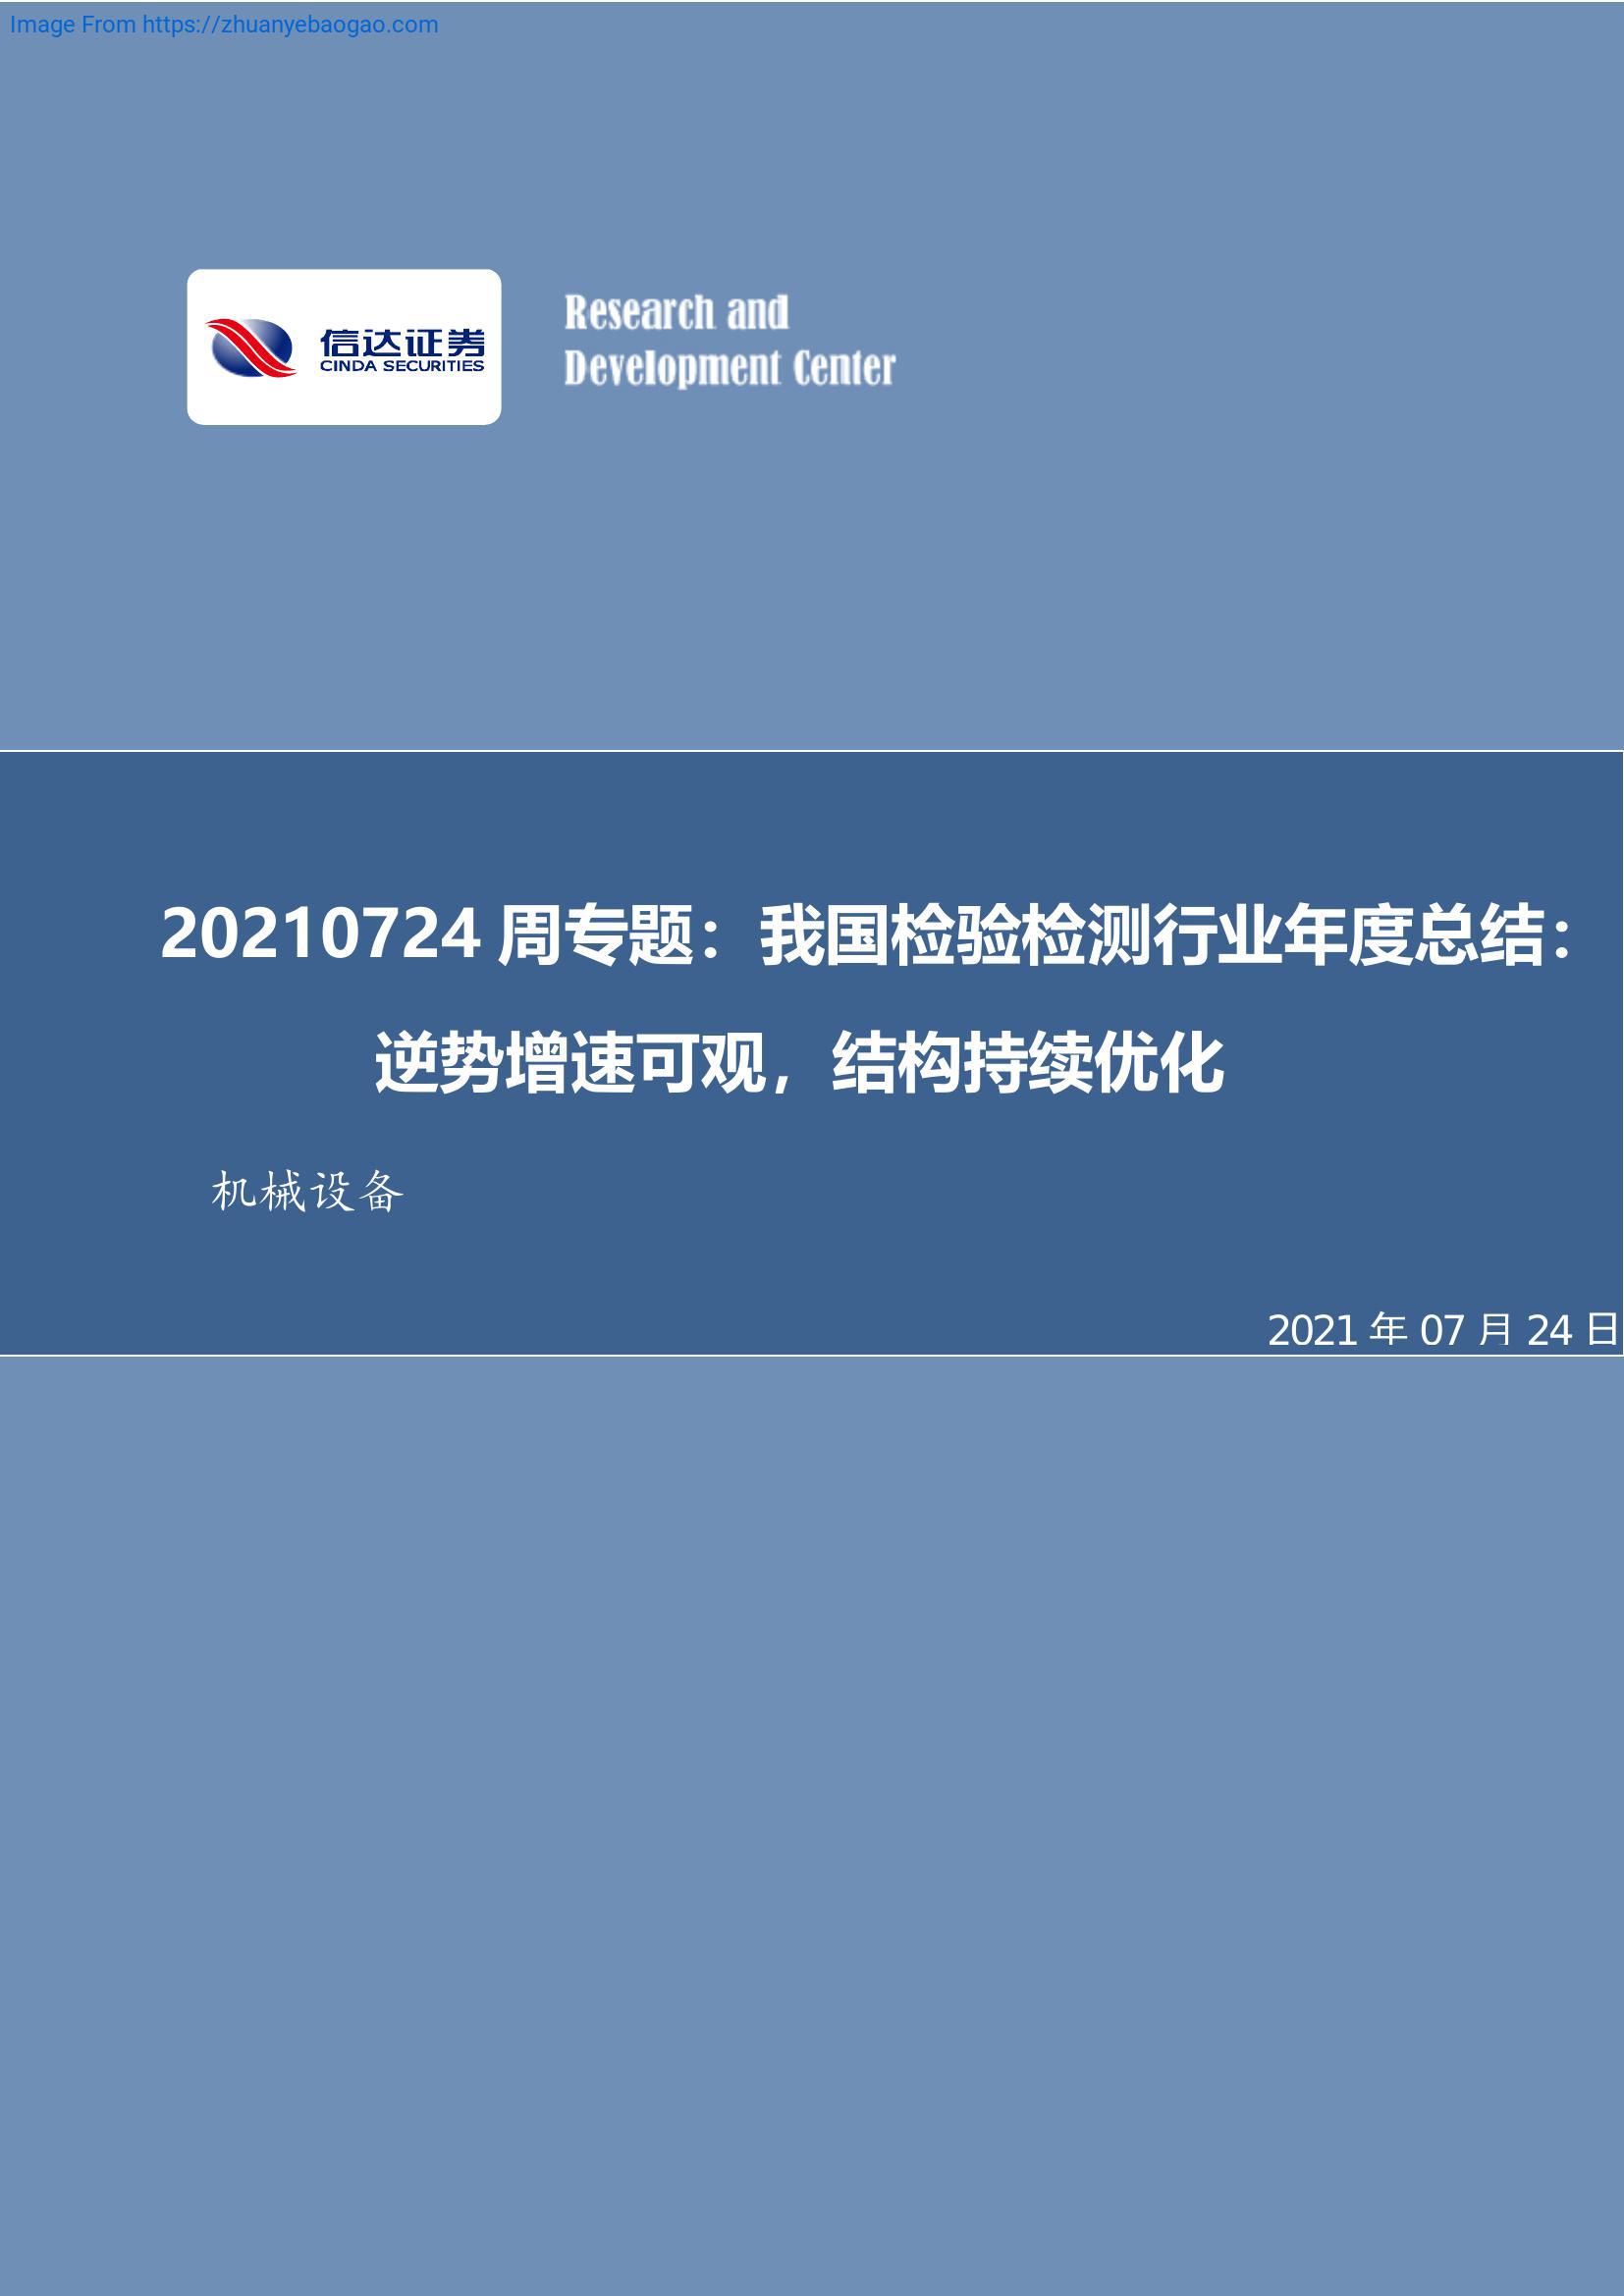 Image From https://zhuanyebaogao.com
信达证券
CINDA SECURITIES
Research and
Development Center
20210724 周专题：我国检验检测行业年度总结：
逆势增速可观，结构持续优化
机械设备
2021 年 07 月 24 日